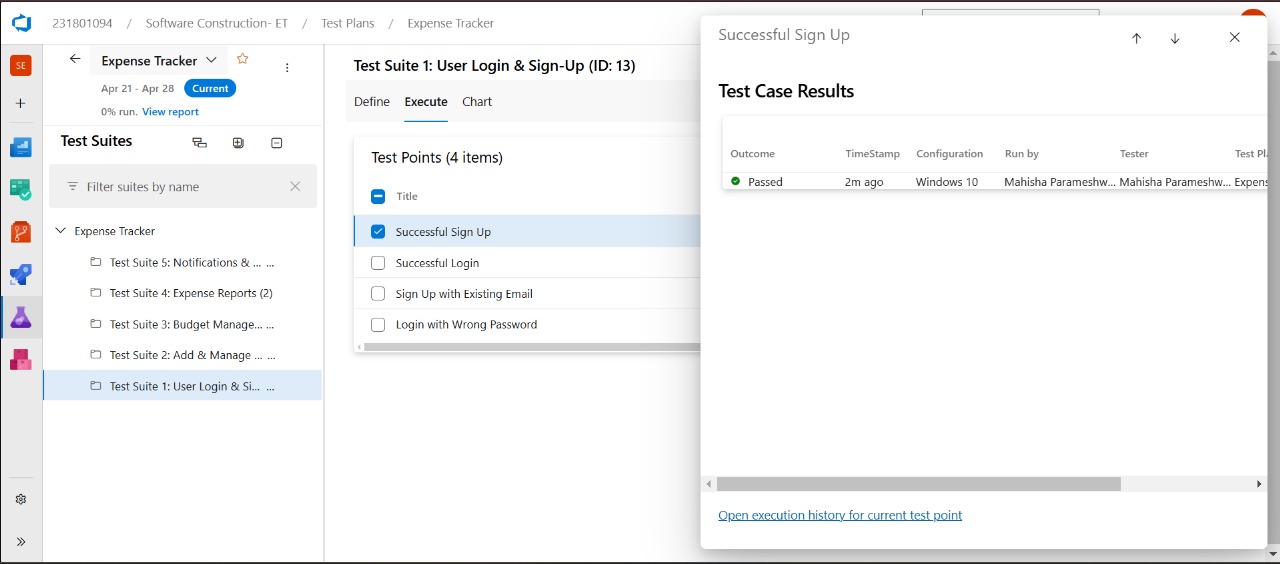 231801094 / Software Construction- ET / Test Plans / Expense Tracker
SE
Expense Tracker
Apr 21 - Apr 28 Current
0% run. View report
Test Suites
Filter suites by name
Expense Tracker
Test Suite 5: Notifications & ... ...
Test Suite 4: Expense Reports (2)
Test Suite 3: Budget Manage... ...
Test Suite 2: Add & Manage ... ...
Test Suite 1: User Login & Si... ...
Test Suite 1: User Login & Sign-Up (ID: 13)
Define Execute Chart
Test Points (4 items)
Title
Successful Sign Up
Successful Login
Sign Up with Existing Email
Login with Wrong Password
Successful Sign Up
Test Case Results
Outcome TimeStamp Configuration Run by Tester Test Pl
Passed 2m ago Windows 10 Mahisha Parameshw... Mahisha Parameshw... Expens
Open execution history for current test point